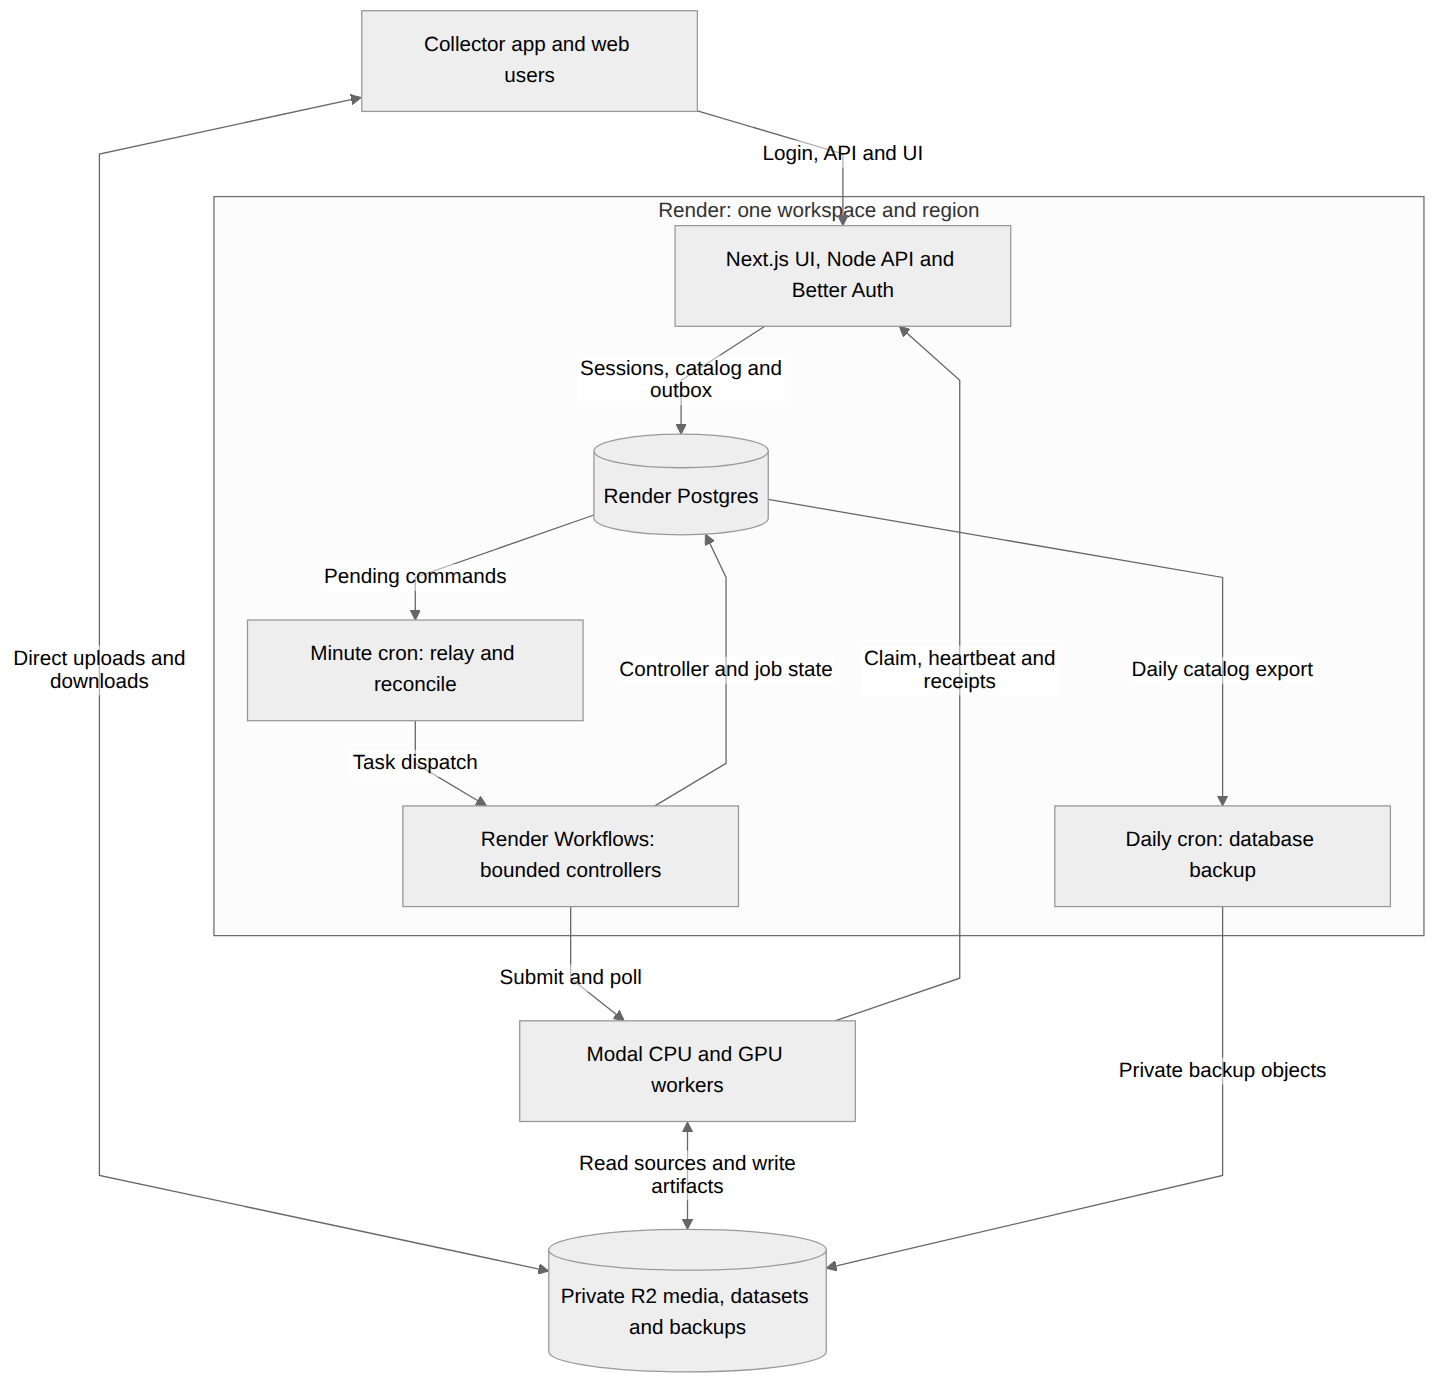 Collector app and web
users
Login, API and UI
Render: one workspace and region
Next.js UI, Node API and
Better Auth
Sessions, catalog and
outbox
Render Postgres
Pending commands
Minute cron: relay and
reconcile
Direct uploads and
downloads
Controller and job state
Claim, heartbeat and
receipts
Daily catalog export
Task dispatch
Render Workflows:
bounded controllers
Daily cron: database
backup
Submit and poll
Modal CPU and GPU
workers
Private backup objects
Read sources and write
artifacts
Private R2 media, datasets
and backups